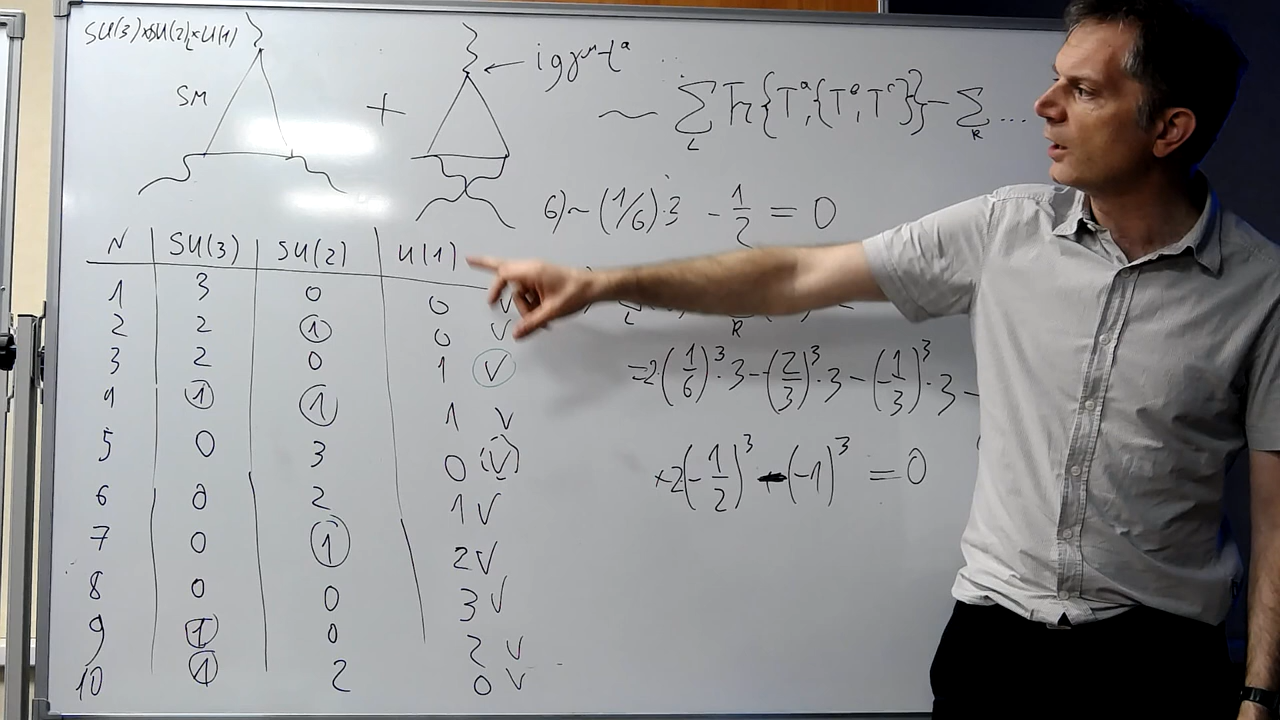 SU(3)×SU(2)_L×U(1)
SM
+
← igγ^μ t^a
~ Σ_L Tr{T^a,{T^a,T^c}} - Σ_R ...
6) ~ (1/6)·3 - 1/2 = 0
N | SU(3) | SU(2) | U(1)
1 3 0 0 V
2 2 1 0 V
3 2 0 1 V
4 1 1 1 V
5 0 3 0 (V)
6 0 2 1 V
7 0 1 2 V
8 0 0 3 V
9 1 0 2 V
10 1 2 0 V
=2·(1/6)^3·3 - (2/3)^3·3 - (-1/3)^3·3 -
+2(-1/2)^3 - (-1)^3 = 0